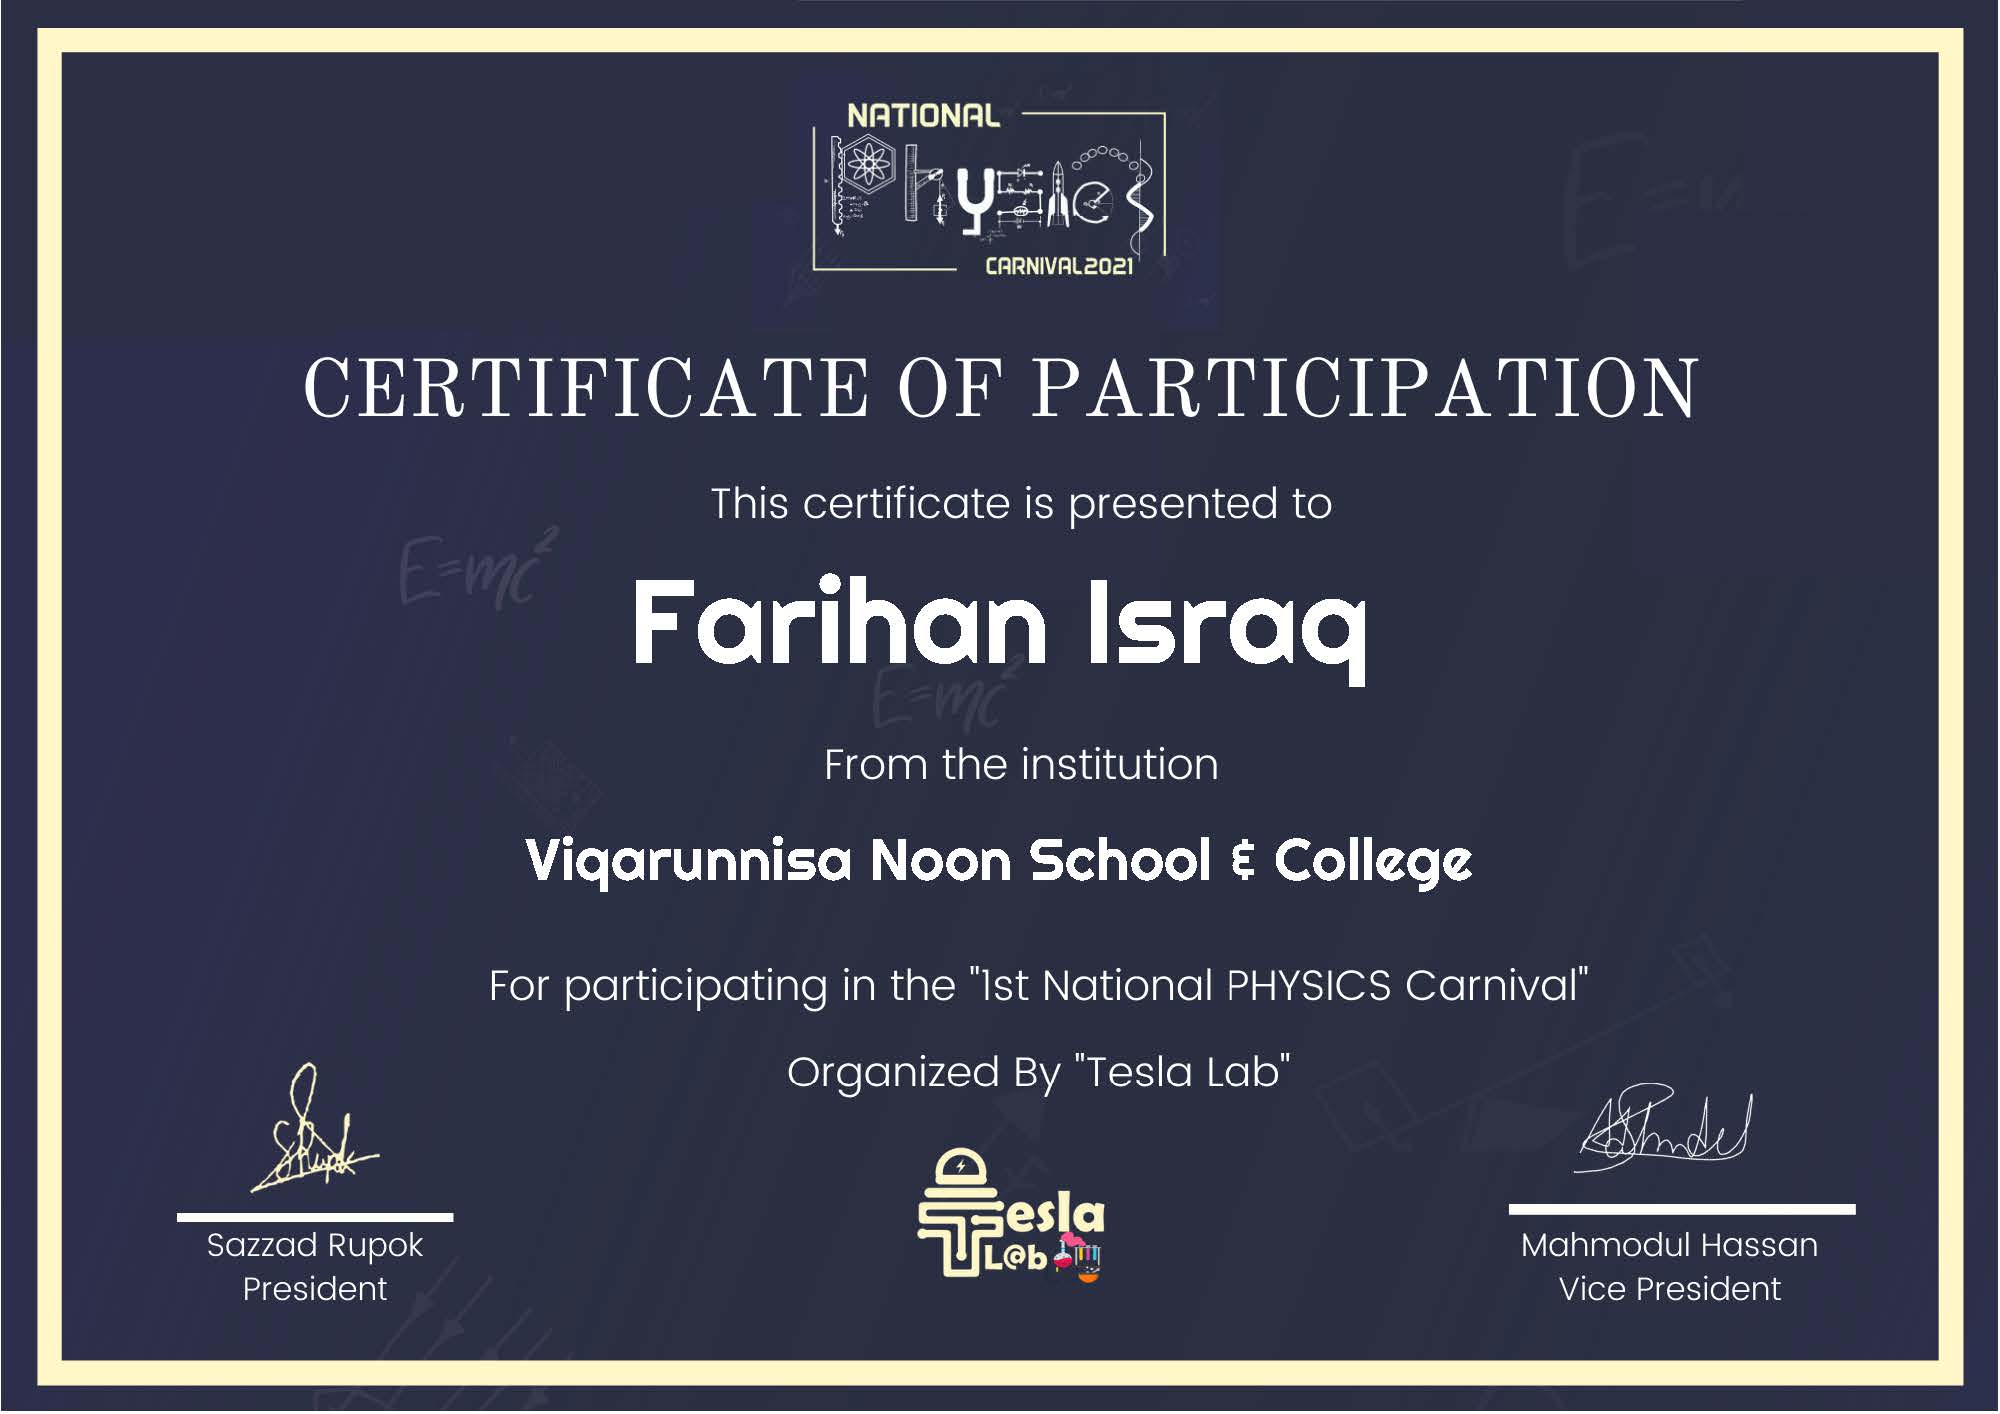 NATIONAL
Physics
CARNIVAL2021
CERTIFICATE OF PARTICIPATION
This certificate is presented to
E=mc²
Farihan Israq
E=mc²
From the institution
Viqarunnisa Noon School & College
For participating in the "1st National PHYSICS Carnival"
Organized By "Tesla Lab"
Tesla
L@b
Sazzad Rupok
President
Mahmodul Hassan
Vice President